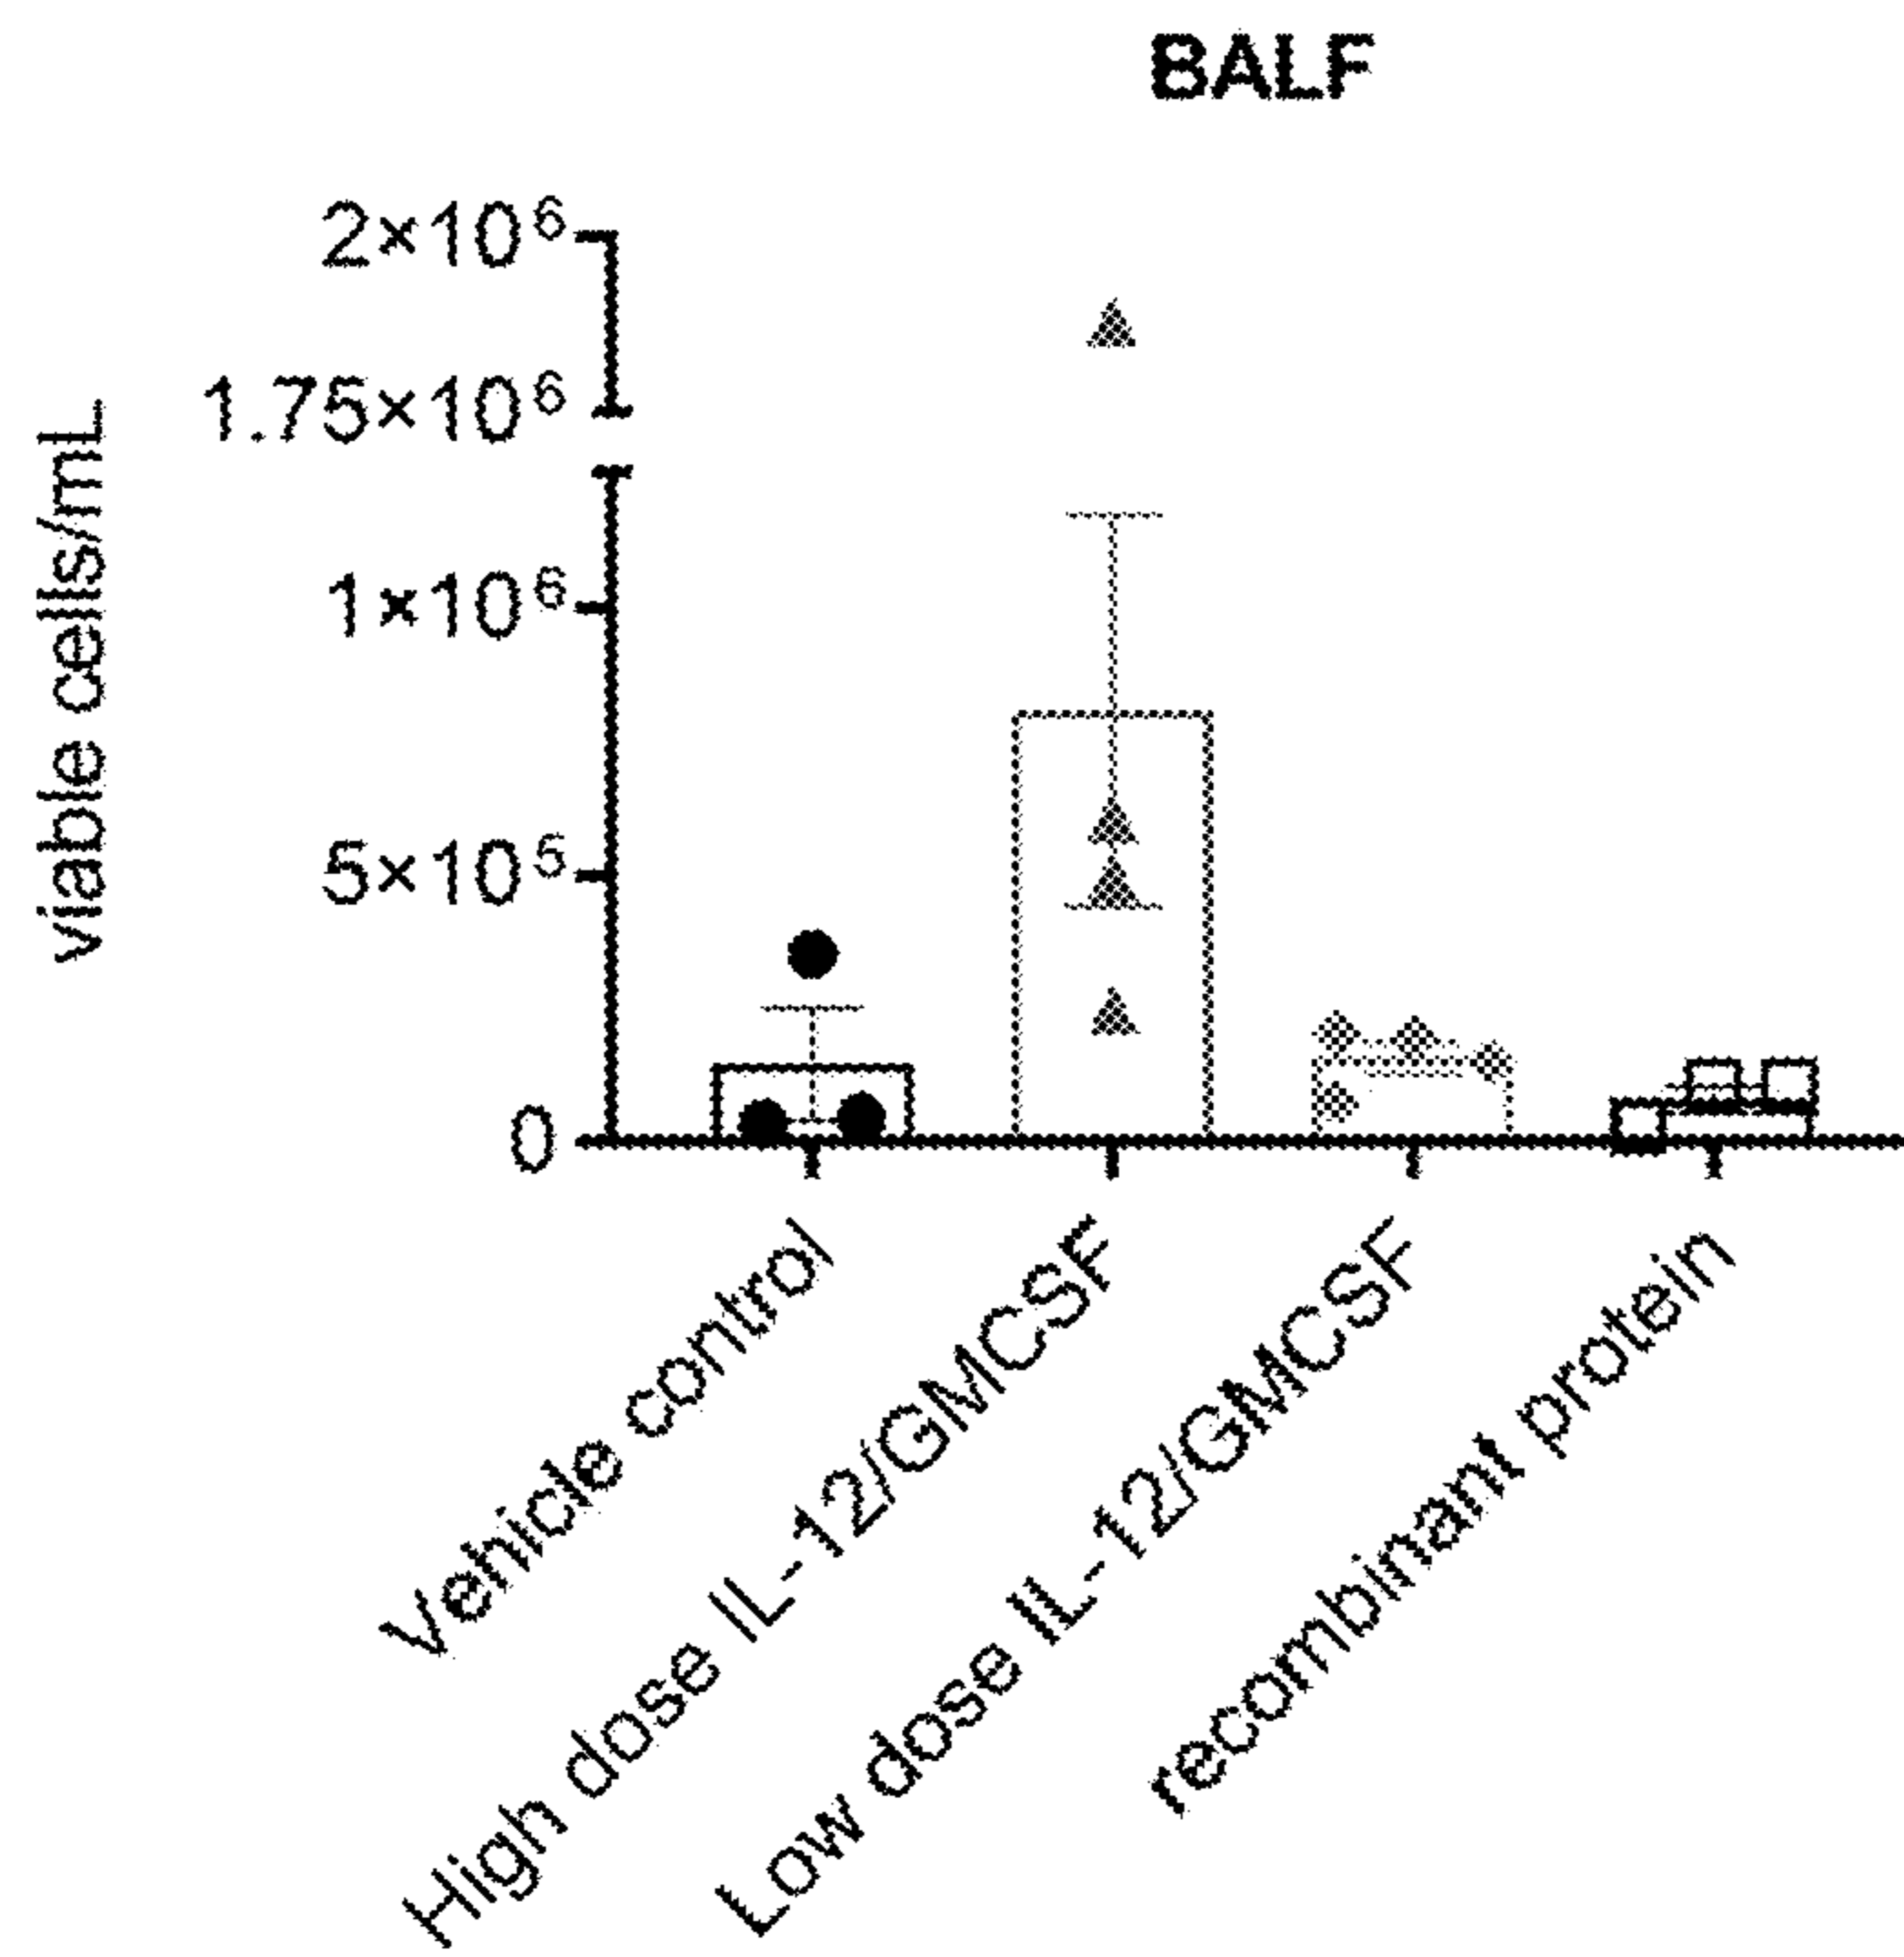 BALF
viable cells/mL
2×10⁶
1.75×10⁶
1×10⁶
5×10⁵
0
Vehicle control
High dose IL-12/GMCSF
Low dose IL-12/GMCSF
recombinant protein